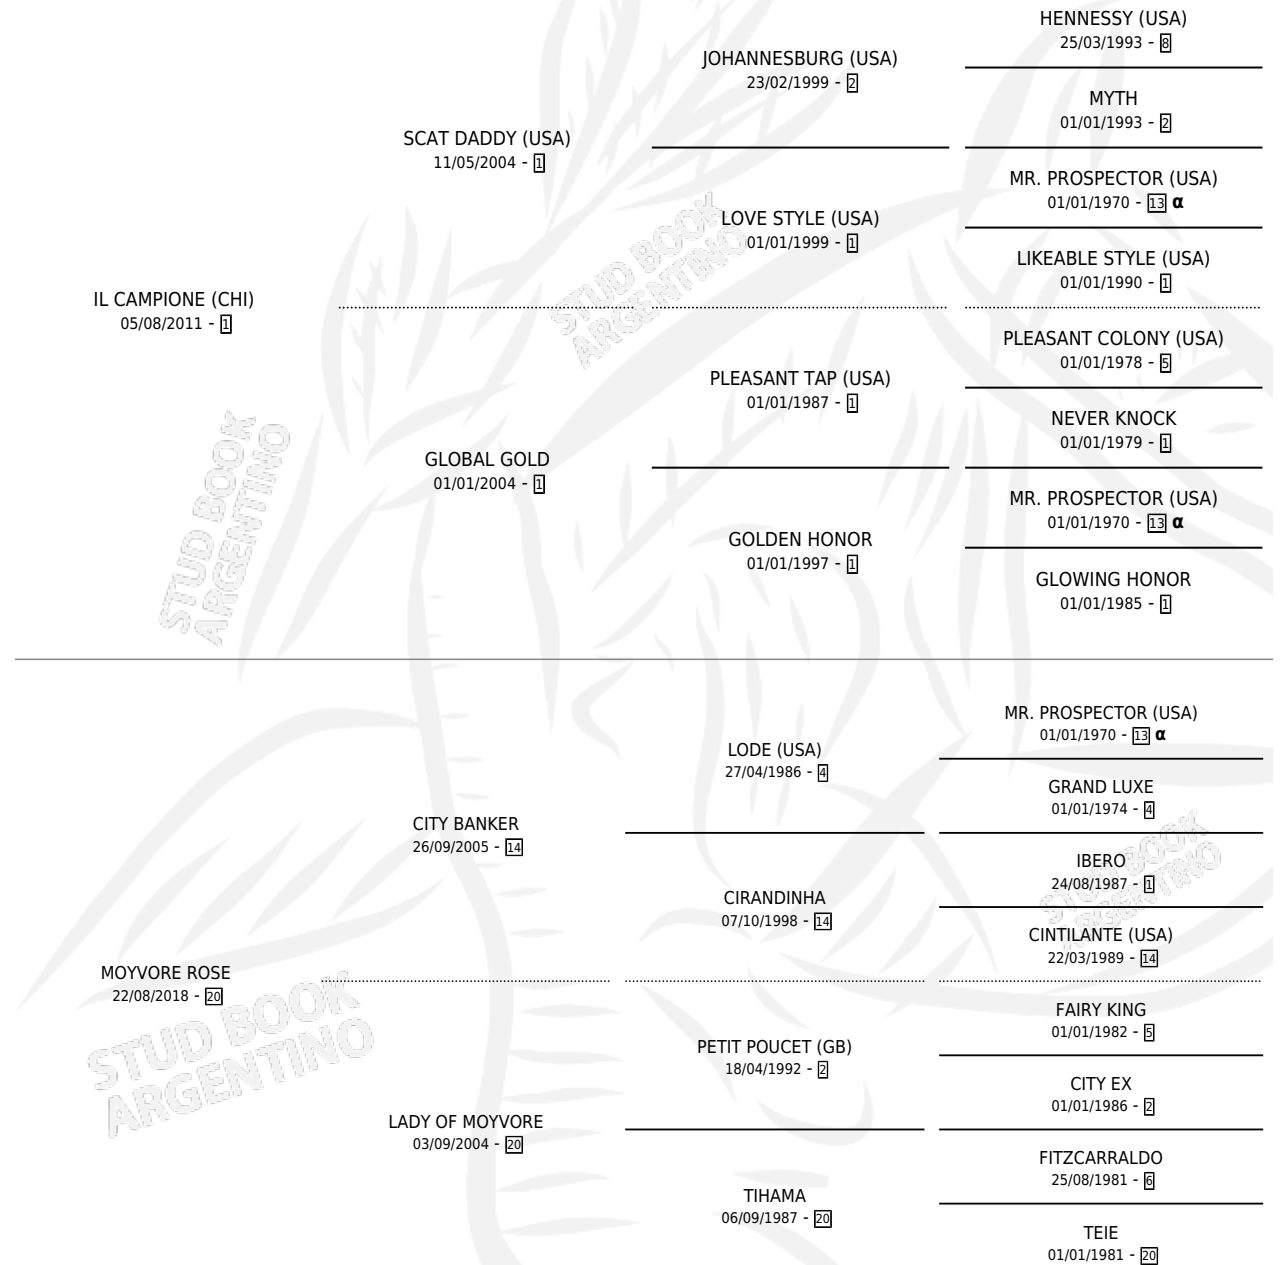 HENNESSY (USA)
25/03/1993 - 8
JOHANNESBURG (USA)
23/02/1999 - 2
MYTH
01/01/1993 - 2
SCAT DADDY (USA)
11/05/2004 - 1
MR. PROSPECTOR (USA)
01/01/1970 - 13 α
LOVE STYLE (USA)
01/01/1999 - 1
LIKEABLE STYLE (USA)
01/01/1990 - 1
STUD BOOK
ARGENTINO
IL CAMPIONE (CHI)
05/08/2011 - 1
PLEASANT COLONY (USA)
01/01/1978 - 5
PLEASANT TAP (USA)
01/01/1987 - 1
NEVER KNOCK
01/01/1979 - 1
GLOBAL GOLD
01/01/2004 - 1
MR. PROSPECTOR (USA)
01/01/1970 - 13 α
GOLDEN HONOR
01/01/1997 - 1
GLOWING HONOR
01/01/1985 - 1
STUD BOOK
ARGENTINO
MR. PROSPECTOR (USA)
01/01/1970 - 13 α
LODE (USA)
27/04/1986 - 4
GRAND LUXE
01/01/1974 - 4
CITY BANKER
26/09/2005 - 14
IBERO
24/08/1987 - 1
CIRANDINHA
07/10/1998 - 14
CINTILANTE (USA)
22/03/1989 - 14
STUD BOOK
ARGENTINO
MOYVORE ROSE
22/08/2018 - 20
FAIRY KING
01/01/1982 - 5
PETIT POUCET (GB)
18/04/1992 - 2
CITY EX
01/01/1986 - 2
STUD BOOK
ARGENTINO
LADY OF MOYVORE
03/09/2004 - 20
FITZCARRALDO
25/08/1981 - 6
TIHAMA
06/09/1987 - 20
TEIE
01/01/1981 - 20